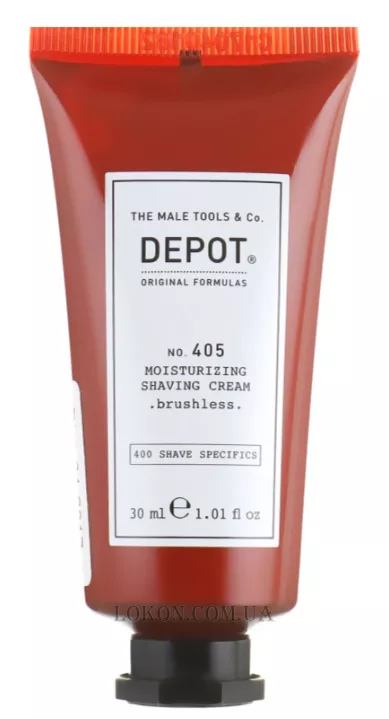 THE MALE TOOLS & Co.
DEPOT®
ORIGINAL FORMULAS
NO. 405
MOISTURIZING
SHAVING CREAM
.brushless.
400 SHAVE SPECIFICS
30 ml ℮ 1.01 fl oz
LOKON.COM.UA